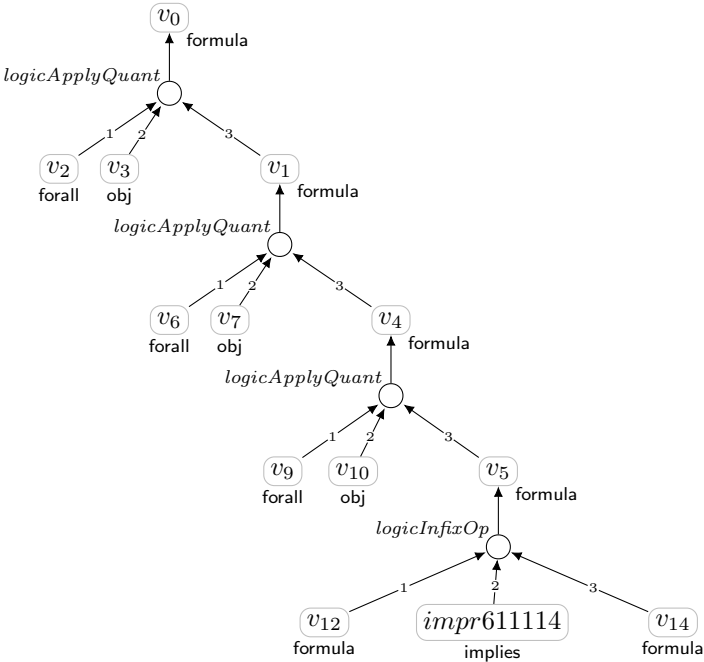 v0
formula
logicApplyQuant
1 2 3
v2 v3 v1
forall obj formula
logicApplyQuant
1 2 3
v6 v7 v4
forall obj formula
logicApplyQuant
1 2 3
v9 v10 v5
forall obj formula
logicInfixOp
1 2 3
v12 impr611114 v14
formula implies formula